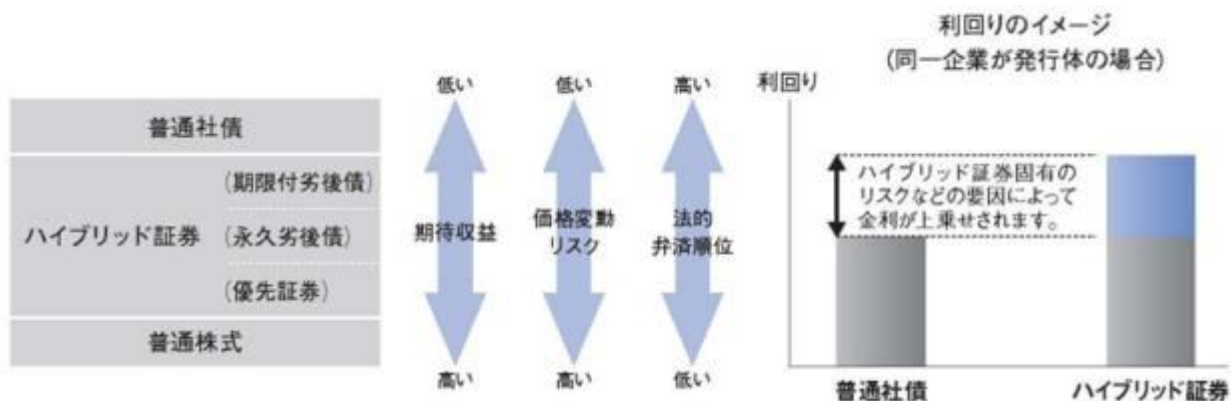 利回りのイメージ
(同一企業が発行体の場合)
低い
低い
高い
利回り
普通社債
ハイブリッド証券
(期限付劣後債)
(永久劣後債)
(優先証券)
普通株式
期待収益
価格変動
リスク
法的
弁済順位
高い
高い
低い
ハイブリッド証券固有の
リスクなどの要因によって
金利が上乗せされます。
普通社債
ハイブリッド証券